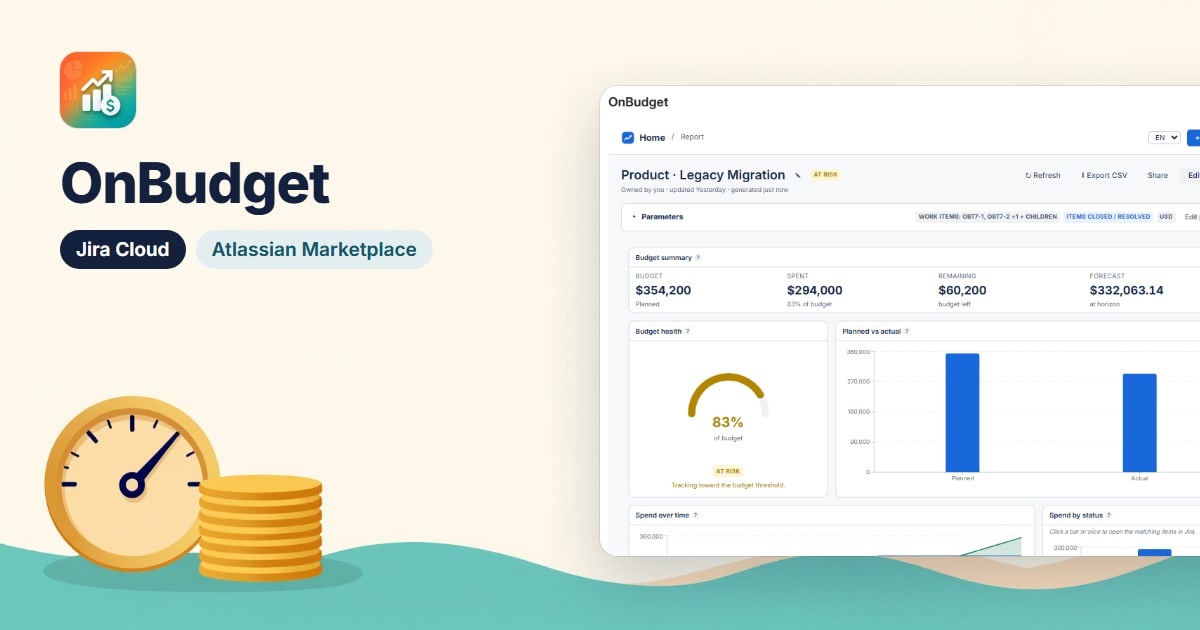 OnBudget
Jira Cloud
Atlassian Marketplace
OnBudget
Home / Report
EN
Product · Legacy Migration
AT RISK
Refresh
Export CSV
Share
Owned by you · updated Yesterday · generated just now
Parameters
WORK ITEMS: OBT7-1, OBT7-2 +1 + CHILDREN
ITEMS CLOSED / RESOLVED
USD
Edit
Budget summary ?
BUDGET
$354,200
Planned
SPENT
$294,000
83% of budget
REMAINING
$60,200
budget left
FORECAST
$332,063.14
at horizon
Budget health ?
83%
of budget
AT RISK
Tracking toward the budget threshold.
Planned vs actual ?
360,000
270,000
180,000
90,000
0
Planned
Actual
Spend over time ?
360,000
Spend by status ?
Click a bar or slice to open the matching items in Jira.
300,000